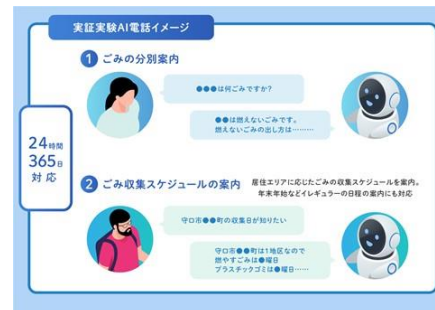 実証実験AI電話イメージ
1 ごみの分別案内
●●●は何ごみですか?
●●は燃えないごみです。
燃えないごみの出し方は………
24時間
365日
対応
2 ごみ収集スケジュールの案内
居住エリアに応じたごみの収集スケジュールを案内。
年末年始などイレギュラーの日程の案内にも対応
守口市●●町の収集日が知りたい
守口市●●町は1地区なので
燃やすごみは●曜日
プラスチックゴミは●曜日……